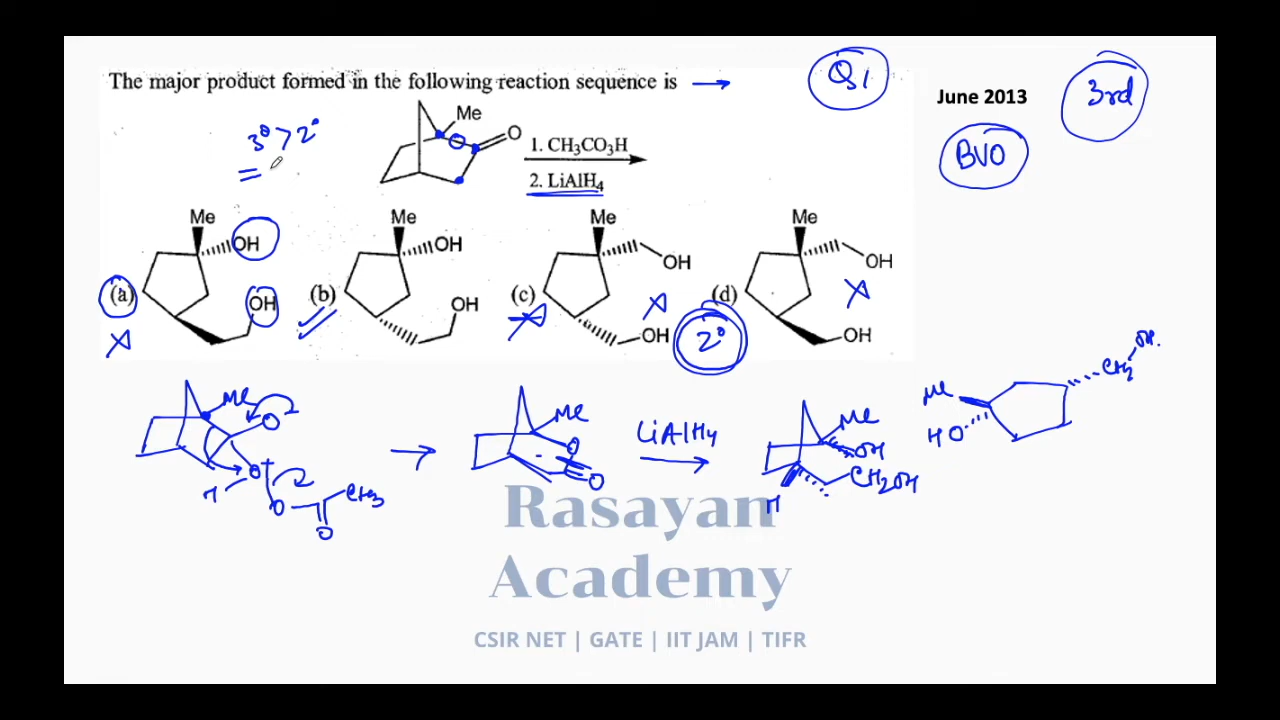 The major product formed in the following reaction sequence is
Q1
June 2013
3rd
BVO
3° > 2°
=
Me
O
O
1. CH₃CO₃H
2. LiAlH₄
Me
OH
(a)
OH
Me
OH
(b)
OH
Me
OH
(c)
OH
Me
OH
(d)
OH
2°
Me
O
O+
H
O
CH₃
O
Me
O
O
LiAlH₄
Me
OH
CH₂OH
H
Me
HO
CH₂
OH
Rasayan
Academy
CSIR NET | GATE | IIT JAM | TIFR